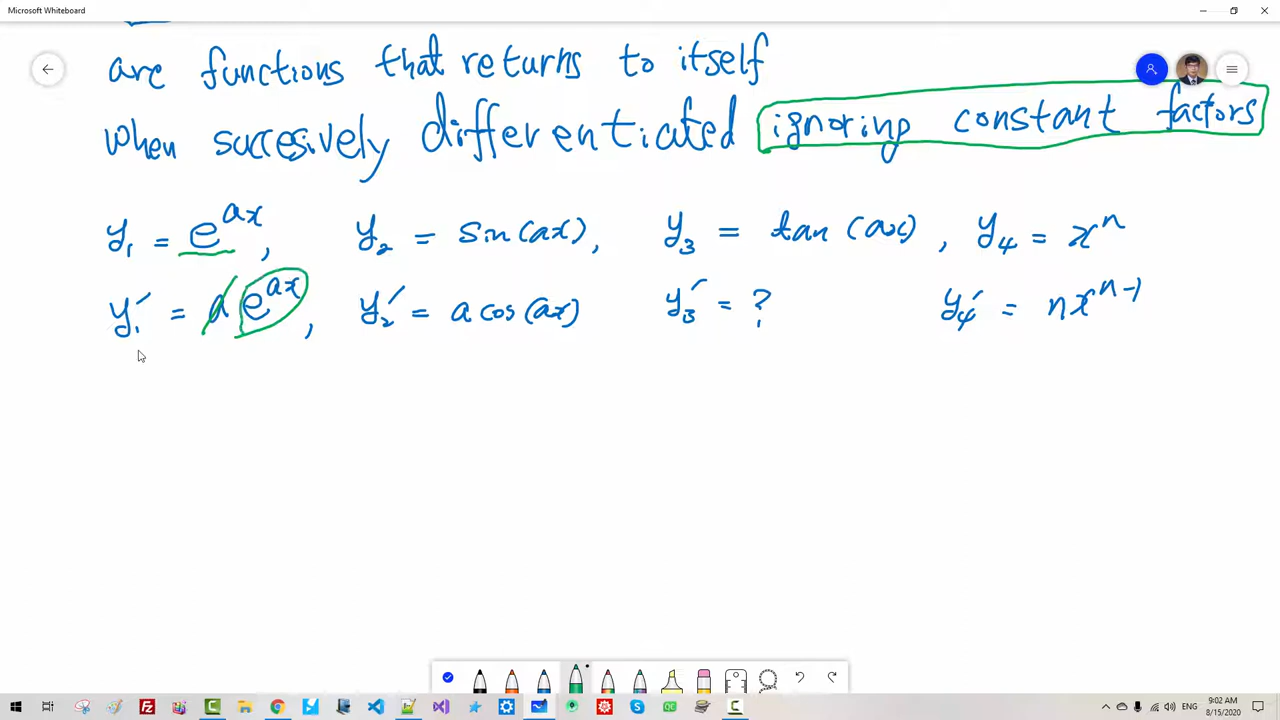 Microsoft Whiteboard
are functions that returns to itself
when succesively differentiated ignoring constant factors
y₁ = e^{ax}, y₂ = sin(ax), y₃ = tan(ax), y₄ = xⁿ
y₁′ = a e^{ax}, y₂′ = a cos(ax) y₃′ = ? y₄′ = nx^{n-1}
ENG
9:02 AM
8/15/2020